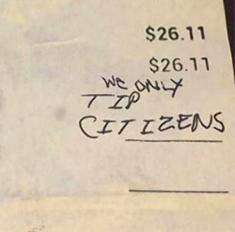 $26.11
$26.11
WE ONLY
TIP
CITIZENS